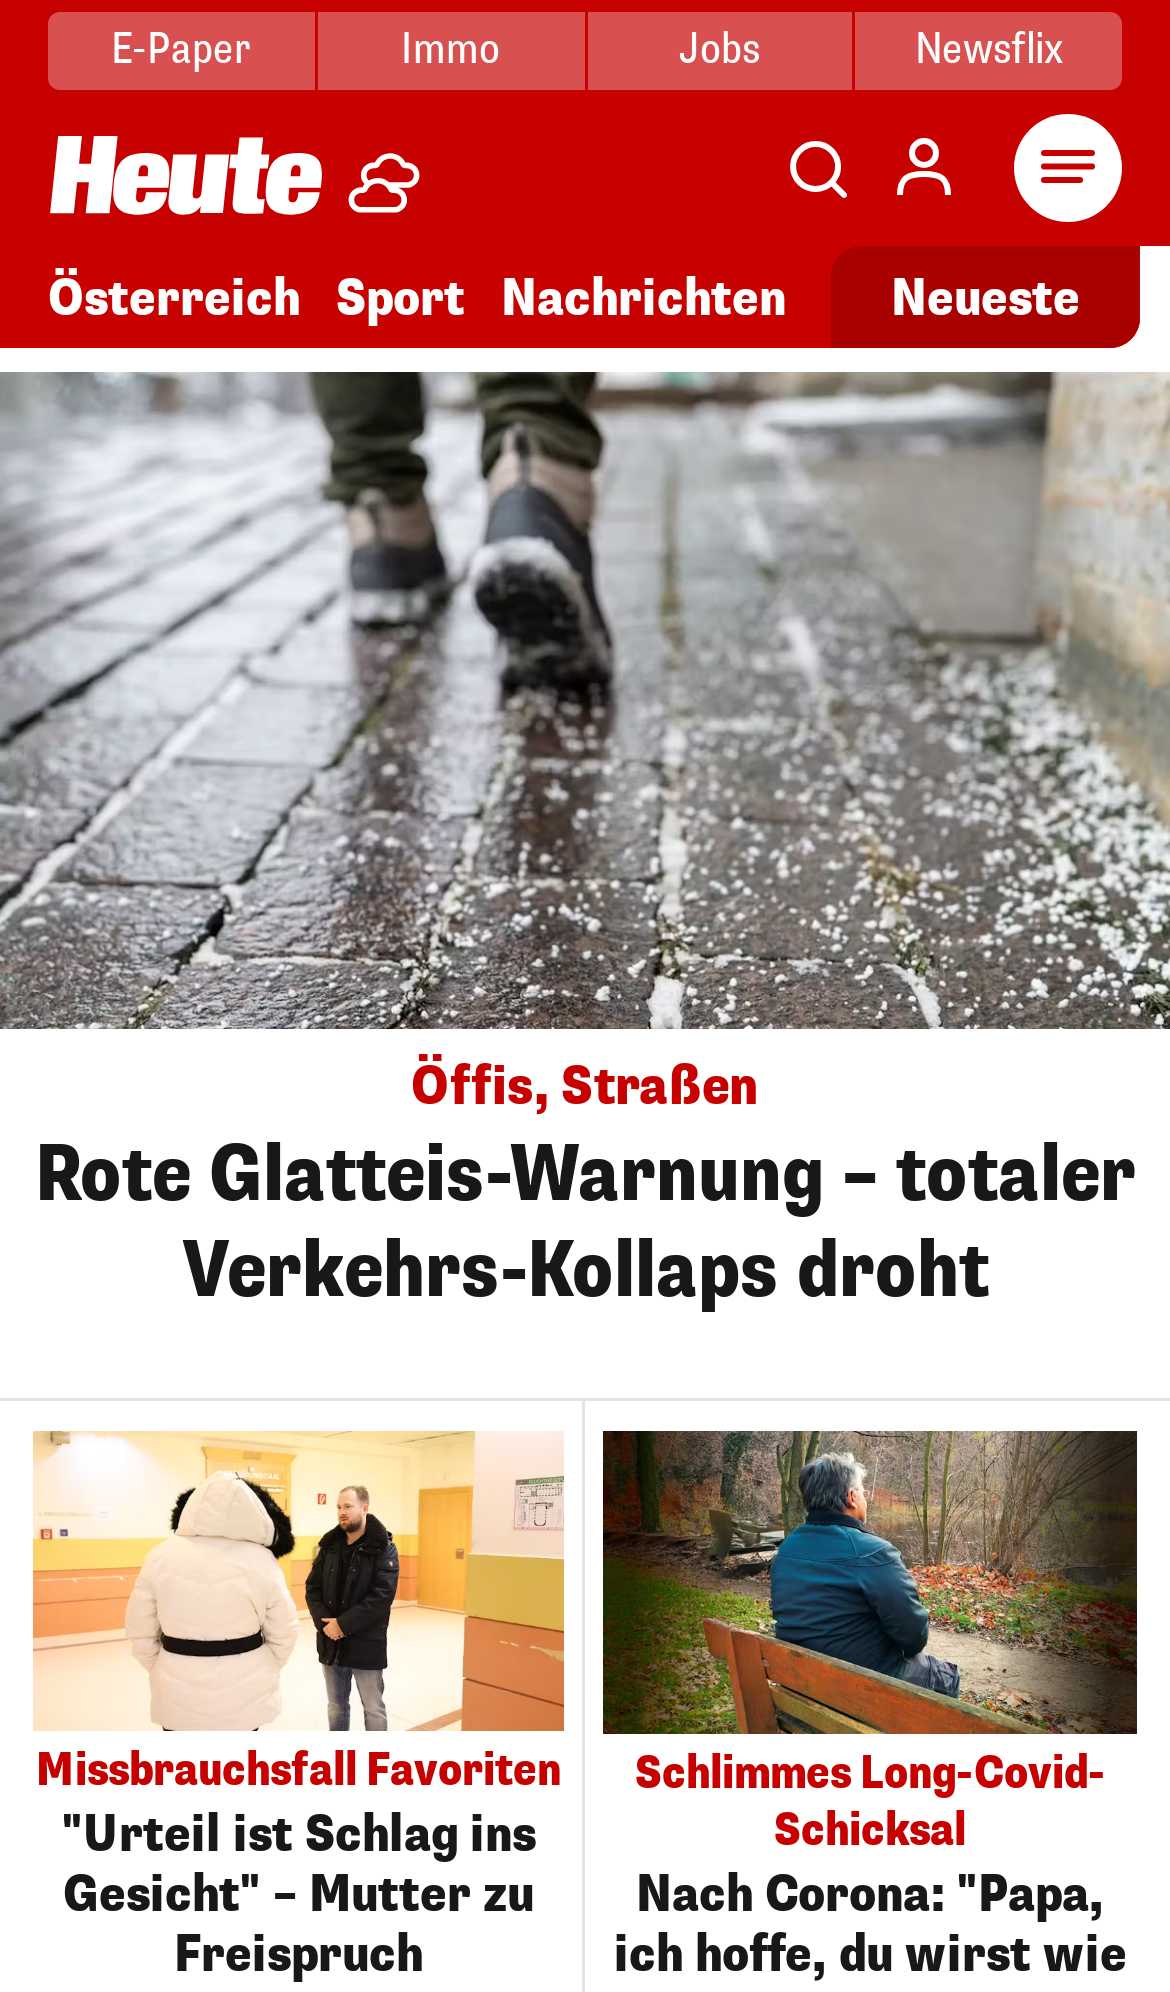 E-Paper
Immo
Jobs
Newsflix
Heute
Österreich
Sport
Nachrichten
Neueste
Öffis, Straßen
Rote Glatteis-Warnung – totaler
Verkehrs-Kollaps droht
Missbrauchsfall Favoriten
"Urteil ist Schlag ins
Gesicht" – Mutter zu
Freispruch
Schlimmes Long-Covid-
Schicksal
Nach Corona: "Papa,
ich hoffe, du wirst wie